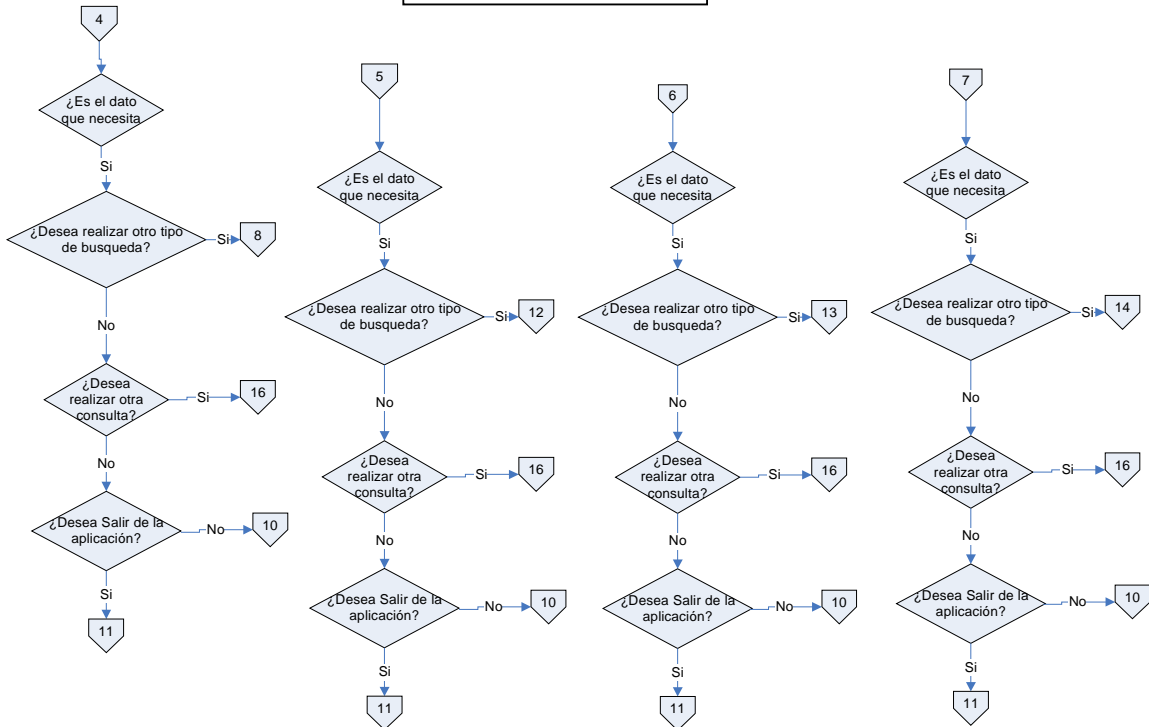 4
¿Es el dato
que necesita
Si
¿Desea realizar otro tipo
de busqueda?
Si
8
No
¿Desea
realizar otra
consulta?
Si
16
No
¿Desea Salir de la
aplicación?
No
10
Si
11
5
¿Es el dato
que necesita
Si
¿Desea realizar otro tipo
de busqueda?
Si
12
No
¿Desea
realizar otra
consulta?
Si
16
No
¿Desea Salir de la
aplicación?
No
10
Si
11
6
¿Es el dato
que necesita
Si
¿Desea realizar otro tipo
de busqueda?
Si
13
No
¿Desea
realizar otra
consulta?
Si
16
No
¿Desea Salir de la
aplicación?
No
10
Si
11
7
¿Es el dato
que necesita
Si
¿Desea realizar otro tipo
de busqueda?
Si
14
No
¿Desea
realizar otra
consulta?
Si
16
No
¿Desea Salir de la
aplicación?
No
10
Si
11